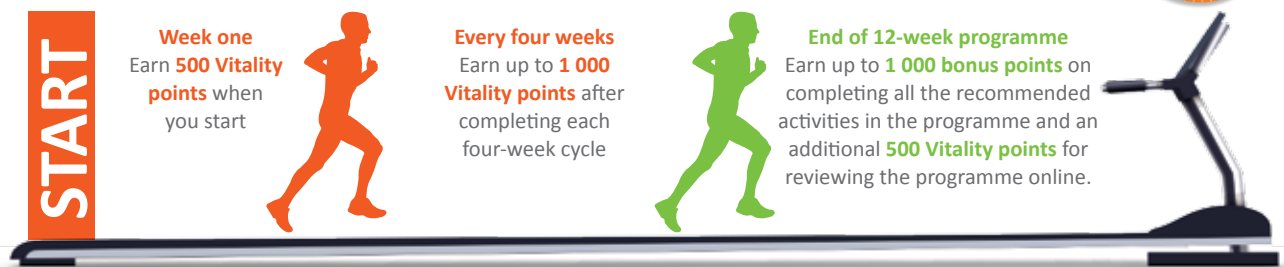 START
Week one
Earn 500 Vitality
points when
you start
Every four weeks
Earn up to 1 000
Vitality points after
completing each
four-week cycle
End of 12-week programme
Earn up to 1 000 bonus points on
completing all the recommended
activities in the programme and an
additional 500 Vitality points for
reviewing the programme online.